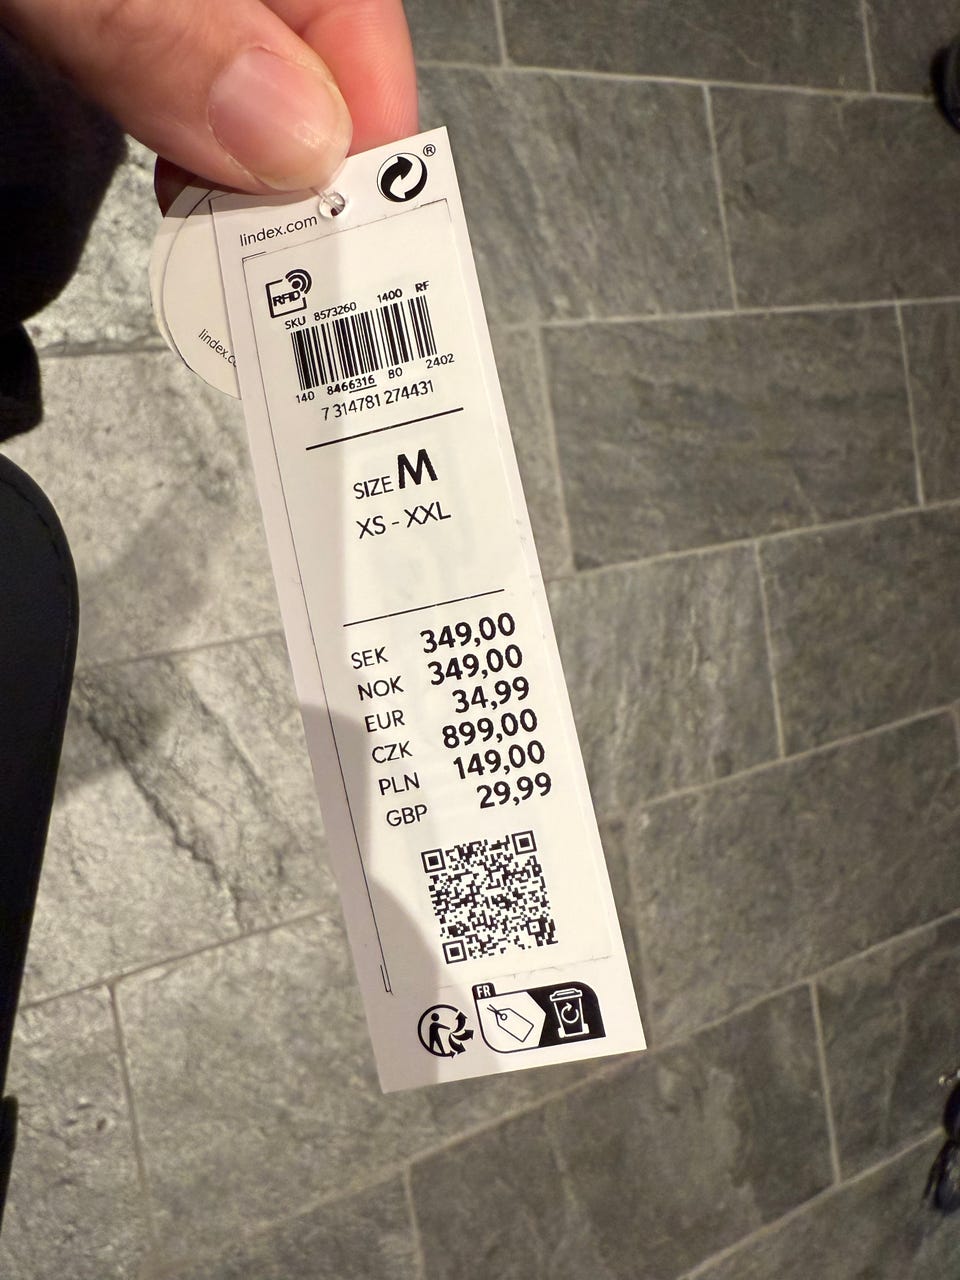 ®
lindex.com
RFID
SKU 8573260 1400 RF
140 8466316 80 2402
7 314781 274431
SIZE M
XS - XXL
SEK 349,00
NOK 349,00
EUR 34,99
CZK 899,00
PLN 149,00
GBP 29,99
FR
lindex.c